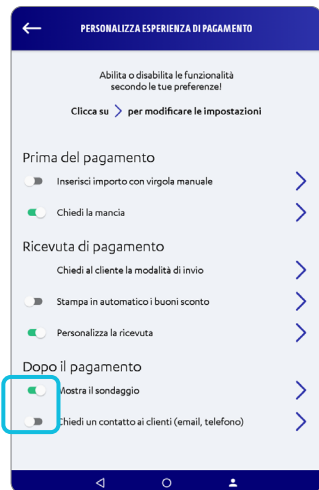 PERSONALIZZA ESPERIENZA DI PAGAMENTO
Abilita o disabilita le funzionalità
secondo le tue preferenze!
Clicca su per modificare le impostazioni
Prima del pagamento
Inserisci importo con virgola manuale
Chiedi la mancia
Ricevuta di pagamento
Chiedi al cliente la modalità di invio
Stampa in automatico i buoni sconto
Personalizza la ricevuta
Dopo il pagamento
Mostra il sondaggio
Chiedi un contatto ai clienti (email, telefono)